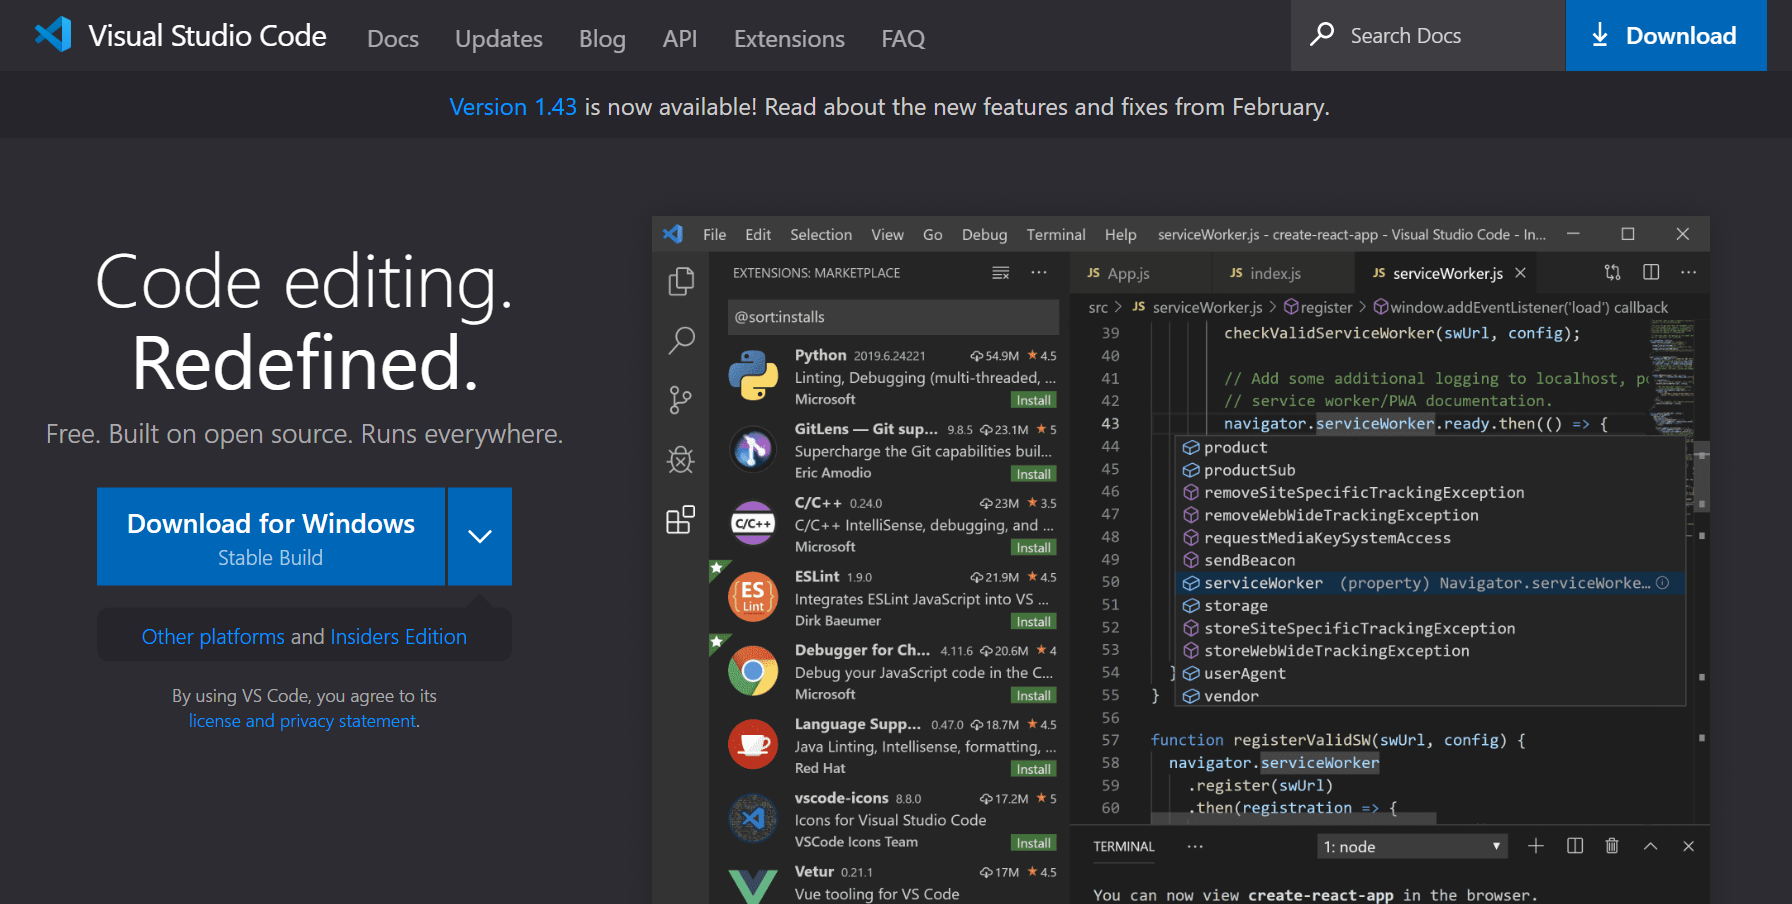 Visual Studio Code Docs Updates Blog API Extensions FAQ Search Docs Download
Version 1.43 is now available! Read about the new features and fixes from February.
Code editing.
Redefined.
Free. Built on open source. Runs everywhere.
Download for Windows
Stable Build
Other platforms and Insiders Edition
By using VS Code, you agree to its
license and privacy statement.
File Edit Selection View Go Debug Terminal Help serviceWorker.js - create-react-app - Visual Studio Code - In...
EXTENSIONS: MARKETPLACE
@sort:installs
Python 2019.6.24221 54.9M ★ 4.5
Linting, Debugging (multi-threaded, ...
Microsoft Install
GitLens — Git sup... 9.8.5 23.1M ★ 5
Supercharge the Git capabilities buil...
Eric Amodio Install
C/C++
C/C++ 0.24.0 23M ★ 3.5
C/C++ IntelliSense, debugging, and ...
Microsoft Install
ES
Lint
ESLint 1.9.0 21.9M ★ 4.5
Integrates ESLint JavaScript into VS ...
Dirk Baeumer Install
Debugger for Ch... 4.11.6 20.6M ★ 4
Debug your JavaScript code in the C...
Microsoft Install
Language Supp... 0.47.0 18.7M ★ 4.5
Java Linting, Intellisense, formatting, ...
Red Hat Install
vscode-icons 8.8.0 17.2M ★ 5
Icons for Visual Studio Code
VSCode Icons Team Install
Vetur 0.21.1 17M ★ 4.5
Vue tooling for VS Code
JS App.js JS index.js JS serviceWorker.js
src > JS serviceWorker.js > register > window.addEventListener('load') callback
39 checkValidServiceWorker(swUrl, config);
40
41 // Add some additional logging to localhost, po
42 // service worker/PWA documentation.
43 navigator.serviceWorker.ready.then(() => {
44 product
45 productSub
46 removeSiteSpecificTrackingException
47 removeWebWideTrackingException
48 requestMediaKeySystemAccess
49 sendBeacon
50 serviceWorker (property) Navigator.serviceWorke...
51 storage
52 storeSiteSpecificTrackingException
53 storeWebWideTrackingException
54 } userAgent
55 } vendor
56
57 function registerValidSW(swUrl, config) {
58 navigator.serviceWorker
59 .register(swUrl)
60 .then(registration => {
TERMINAL ... 1: node
You can now view create-react-app in the browser.